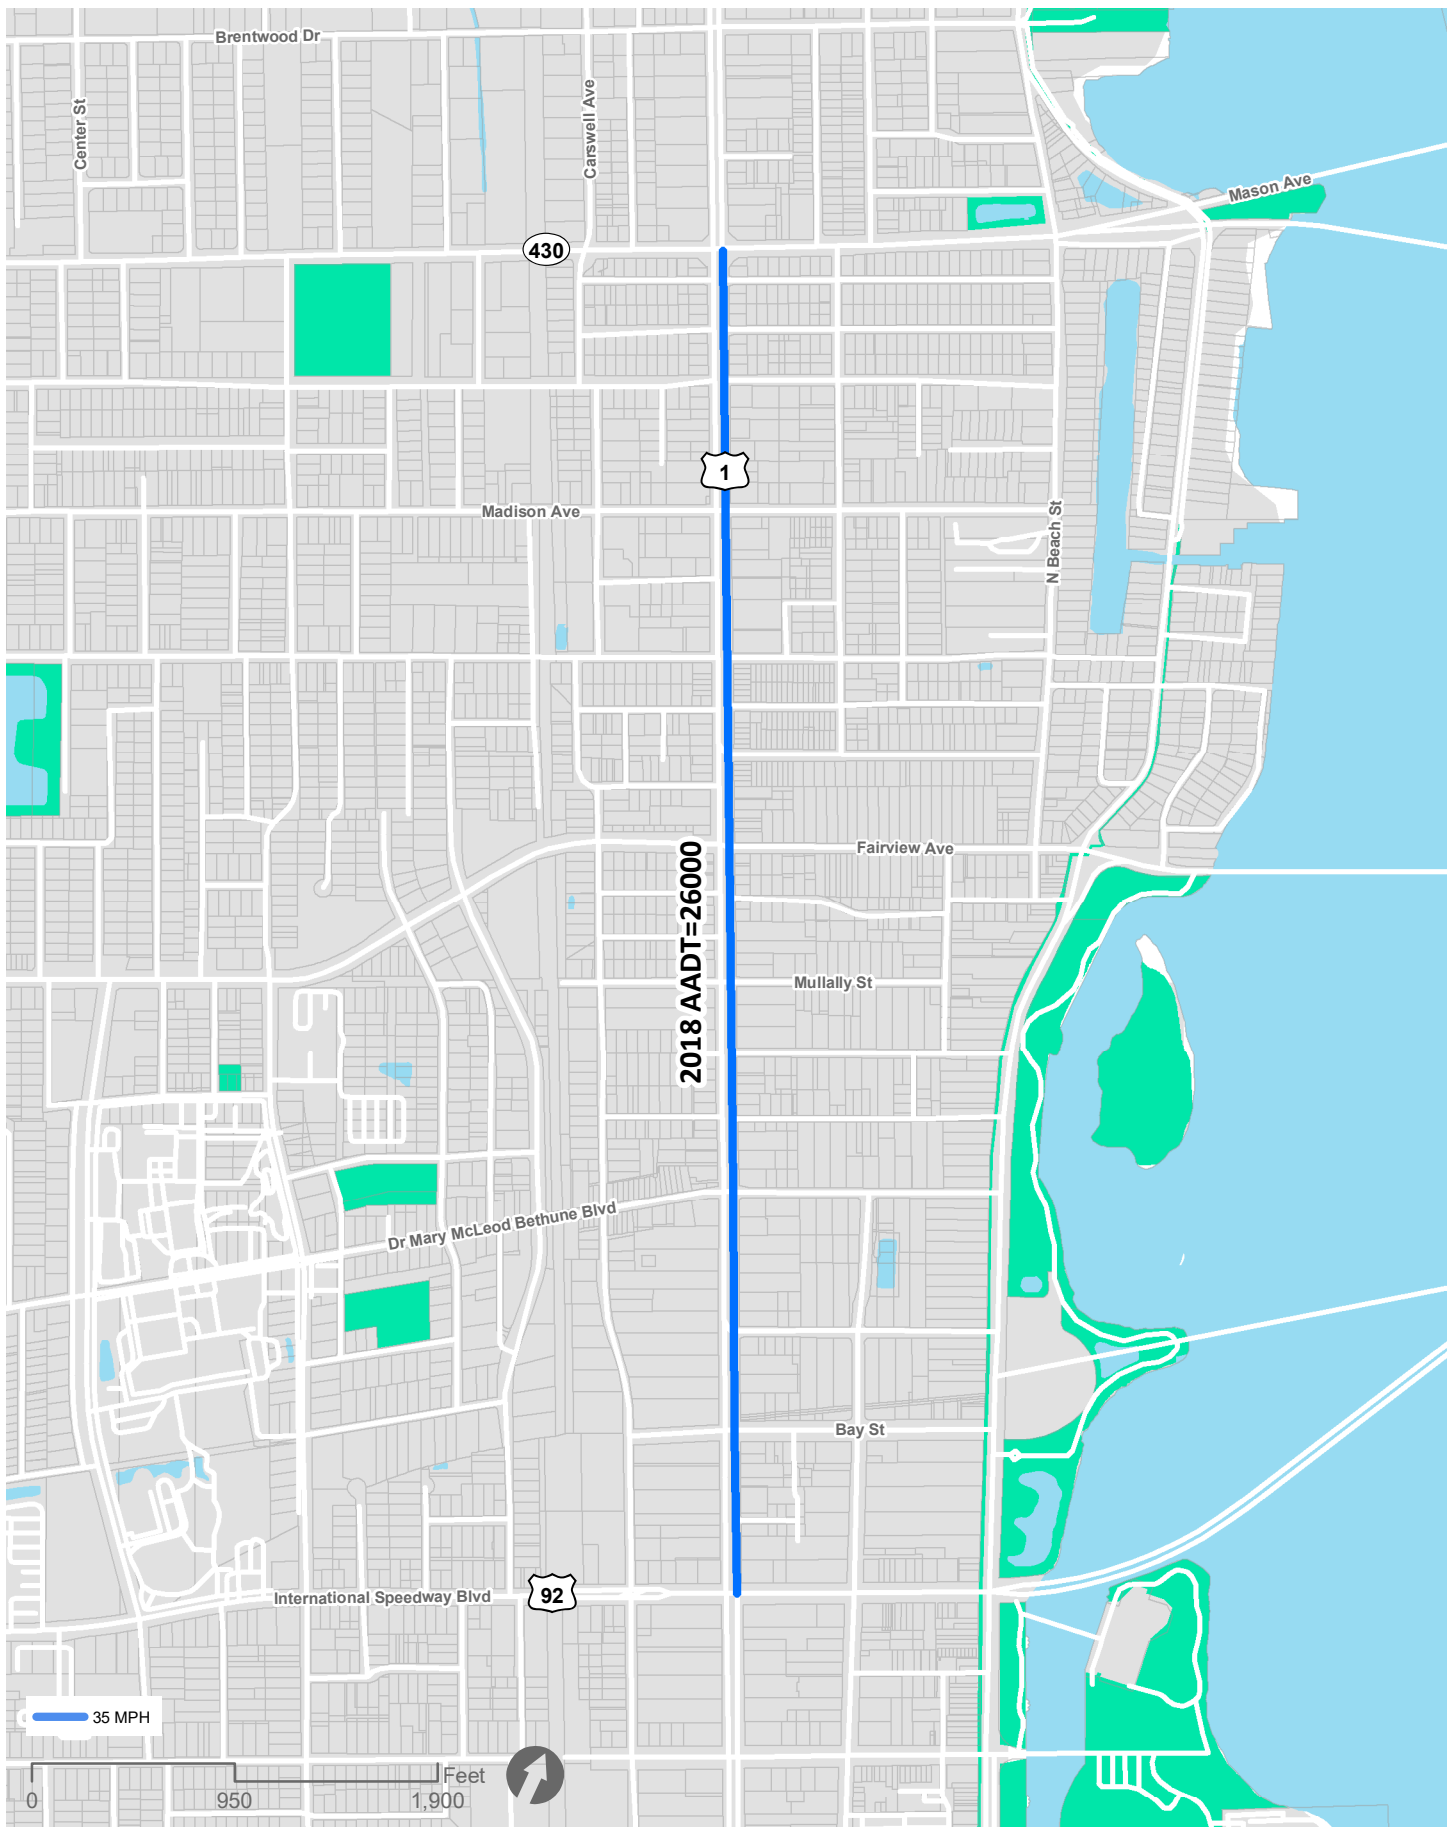 Brentwood Dr
Center St
Carswell Ave
Mason Ave
430
1
Madison Ave
N Beach St
Fairview Ave
2018 AADT=26000
Mullally St
Dr Mary McLeod Bethune Blvd
Bay St
International Speedway Blvd
92
35 MPH
Feet
0 950 1,900